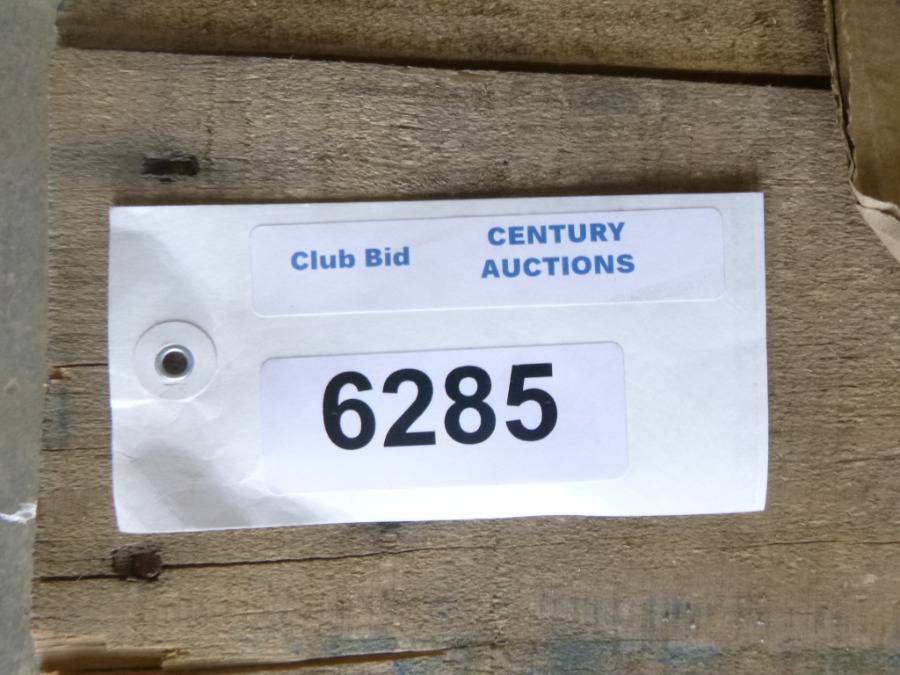 Club Bid
CENTURY
AUCTIONS
6285